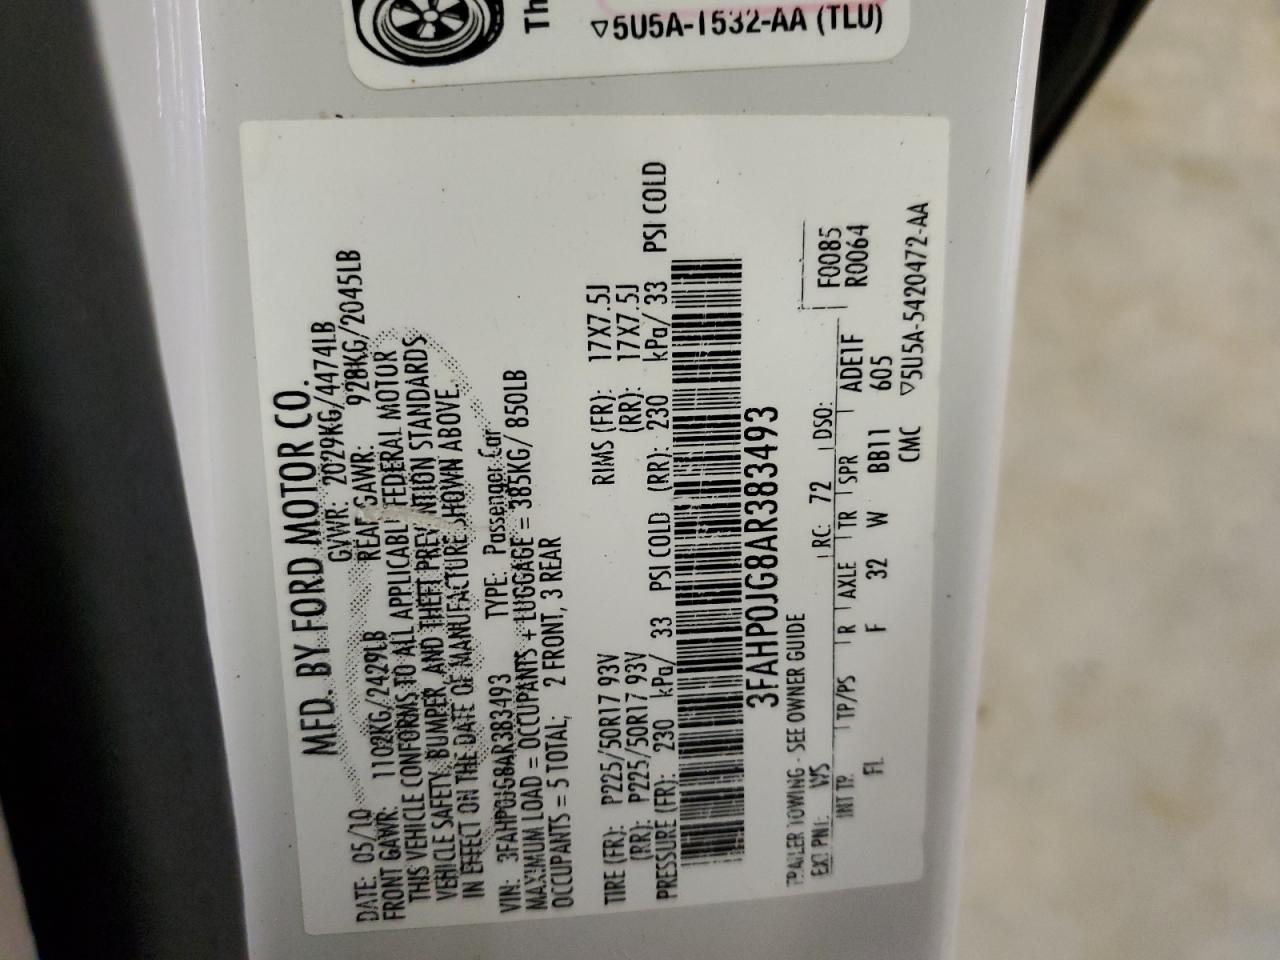 Th
▽5U5A-1532-AA (TLU)
MFD. BY FORD MOTOR CO.
DATE: 05/10 GVWR: 2029KG/4474LB
FRONT GAWR: 1102KG/2429LB REAR GAWR: 928KG/2045LB
THIS VEHICLE CONFORMS TO ALL APPLICABLE FEDERAL MOTOR
VEHICLE SAFETY, BUMPER, AND THEFT PREVENTION STANDARDS
IN EFFECT ON THE DATE OF MANUFACTURE SHOWN ABOVE.
VIN: 3FAHP0JG8AR383493 TYPE: Passenger Car
MAXIMUM LOAD = OCCUPANTS + LUGGAGE = 385KG/ 850LB
OCCUPANTS = 5 TOTAL; 2 FRONT, 3 REAR
TIRE (FR): P225/50R17 93V RIMS (FR): 17X7.5J
(RR): P225/50R17 93V (RR): 17X7.5J
PRESSURE (FR): 230 kPa/ 33 PSI COLD (RR): 230 kPa/ 33 PSI COLD
3FAHP0JG8AR383493
TRAILER TOWING - SEE OWNER GUIDE
EXT PNT: WS RC: 72 DSO: F0085
INT TR TP/PS R AXLE TR SPR ADE1F R0064
FL F 32 W BB11 605
CMC ▽5U5A-5420472-AA